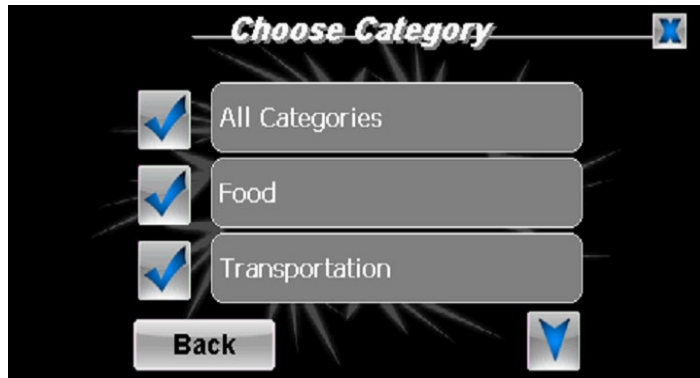 Choose Category
X
All Categories
Food
Transportation
Back